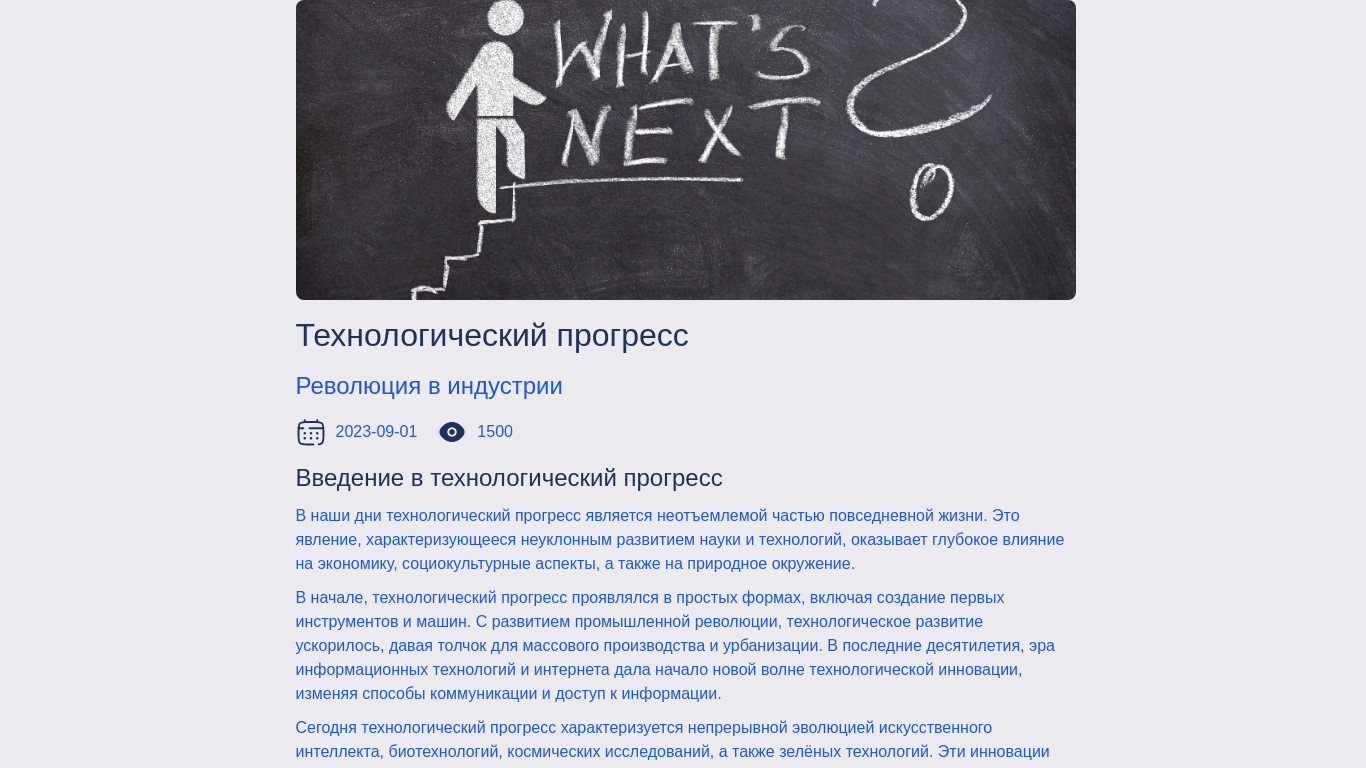 WHAT'S ?
NEXT
Технологический прогресс
Революция в индустрии
2023-09-01 1500
Введение в технологический прогресс
В наши дни технологический прогресс является неотъемлемой частью повседневной жизни. Это
явление, характеризующееся неуклонным развитием науки и технологий, оказывает глубокое влияние
на экономику, социокультурные аспекты, а также на природное окружение.
В начале, технологический прогресс проявлялся в простых формах, включая создание первых
инструментов и машин. С развитием промышленной революции, технологическое развитие
ускорилось, давая толчок для массового производства и урбанизации. В последние десятилетия, эра
информационных технологий и интернета дала начало новой волне технологической инновации,
изменяя способы коммуникации и доступ к информации.
Сегодня технологический прогресс характеризуется непрерывной эволюцией искусственного
интеллекта, биотехнологий, космических исследований, а также зелёных технологий. Эти инновации